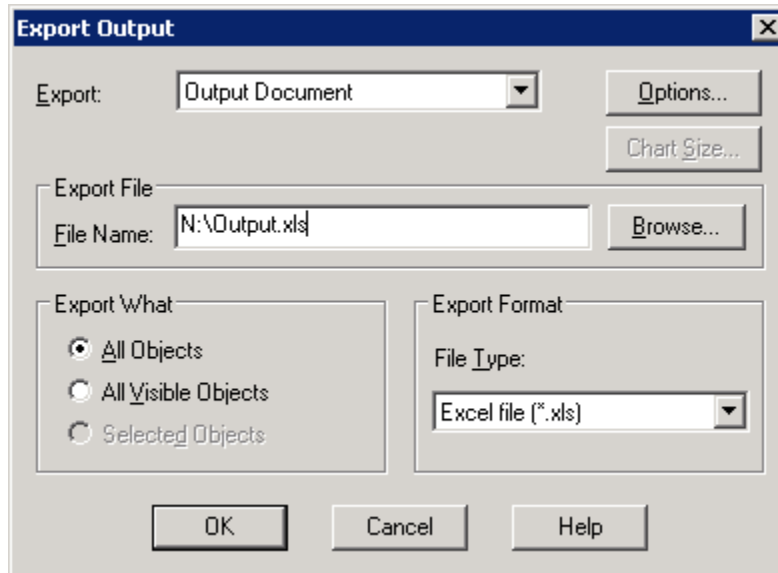 Export Output
Export:
Output Document
Options...
Chart Size...
Export File
File Name:
N:\Output.xls
Browse...
Export What
All Objects
All Visible Objects
Selected Objects
Export Format
File Type:
Excel file (*.xls)
OK
Cancel
Help